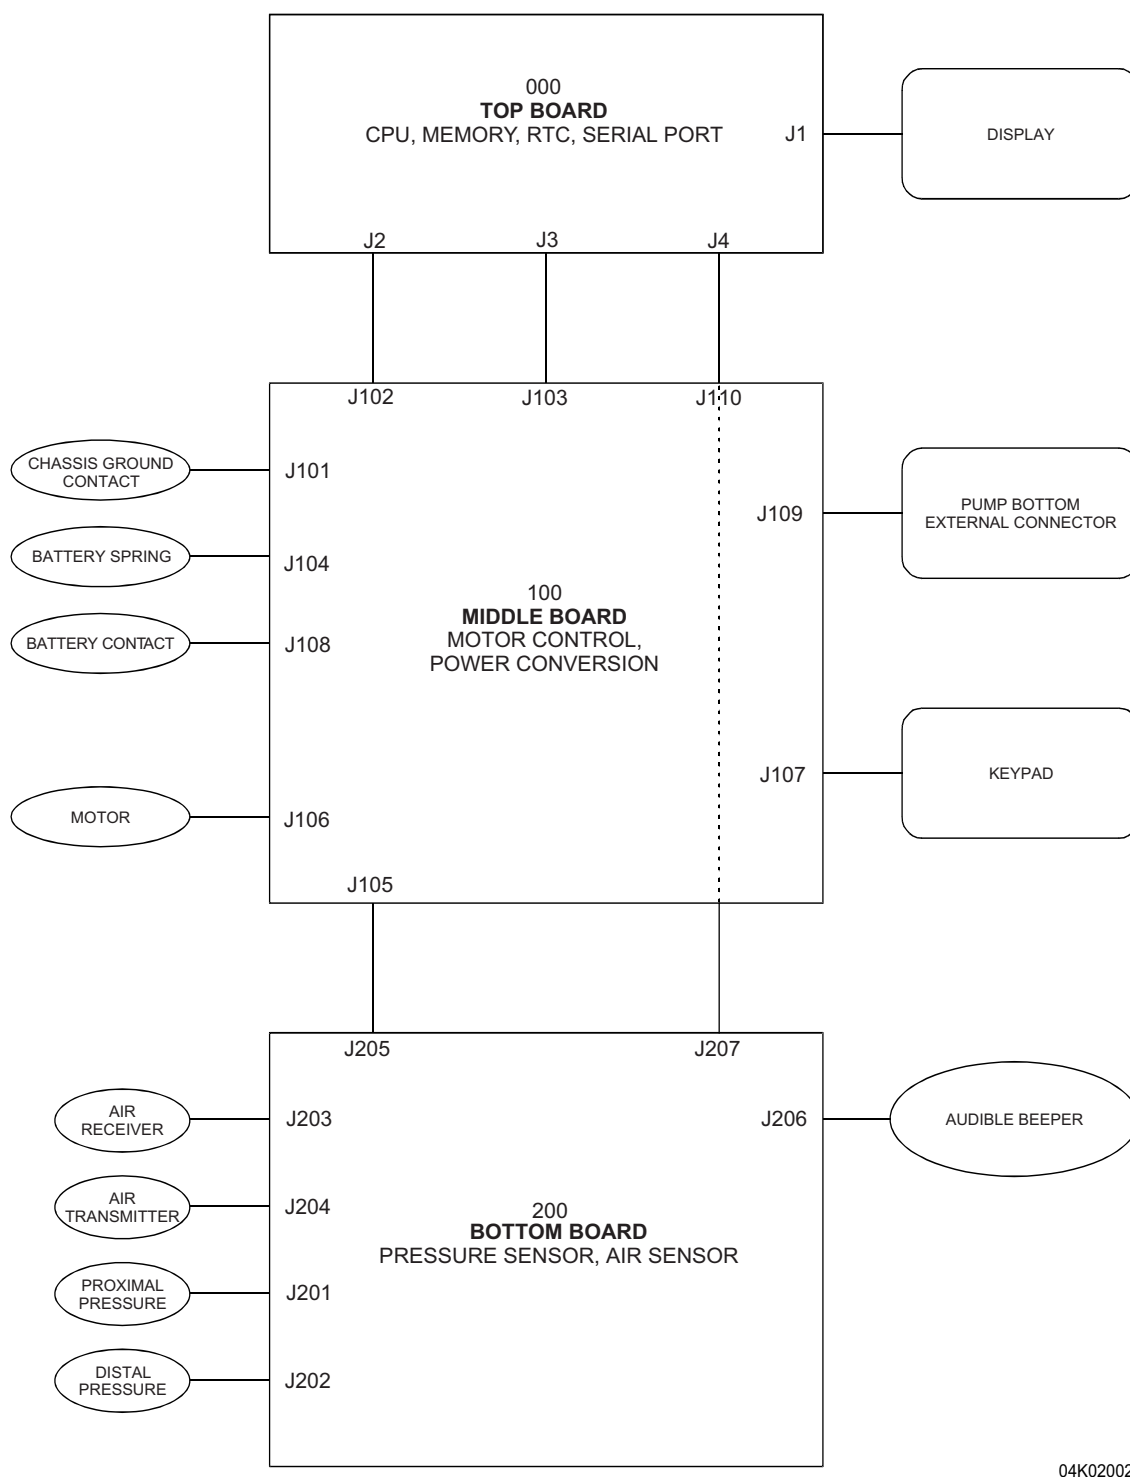 000
TOP BOARD
CPU, MEMORY, RTC, SERIAL PORT
J1
DISPLAY
J2
J3
J4
J102
J103
J110
CHASSIS GROUND
CONTACT
J101
BATTERY SPRING
J104
BATTERY CONTACT
J108
J109
PUMP BOTTOM
EXTERNAL CONNECTOR
100
MIDDLE BOARD
MOTOR CONTROL,
POWER CONVERSION
J107
KEYPAD
MOTOR
J106
J105
J205
J207
AIR
RECEIVER
J203
J206
AUDIBLE BEEPER
AIR
TRANSMITTER
J204
200
BOTTOM BOARD
PRESSURE SENSOR, AIR SENSOR
PROXIMAL
PRESSURE
J201
DISTAL
PRESSURE
J202
04K02002